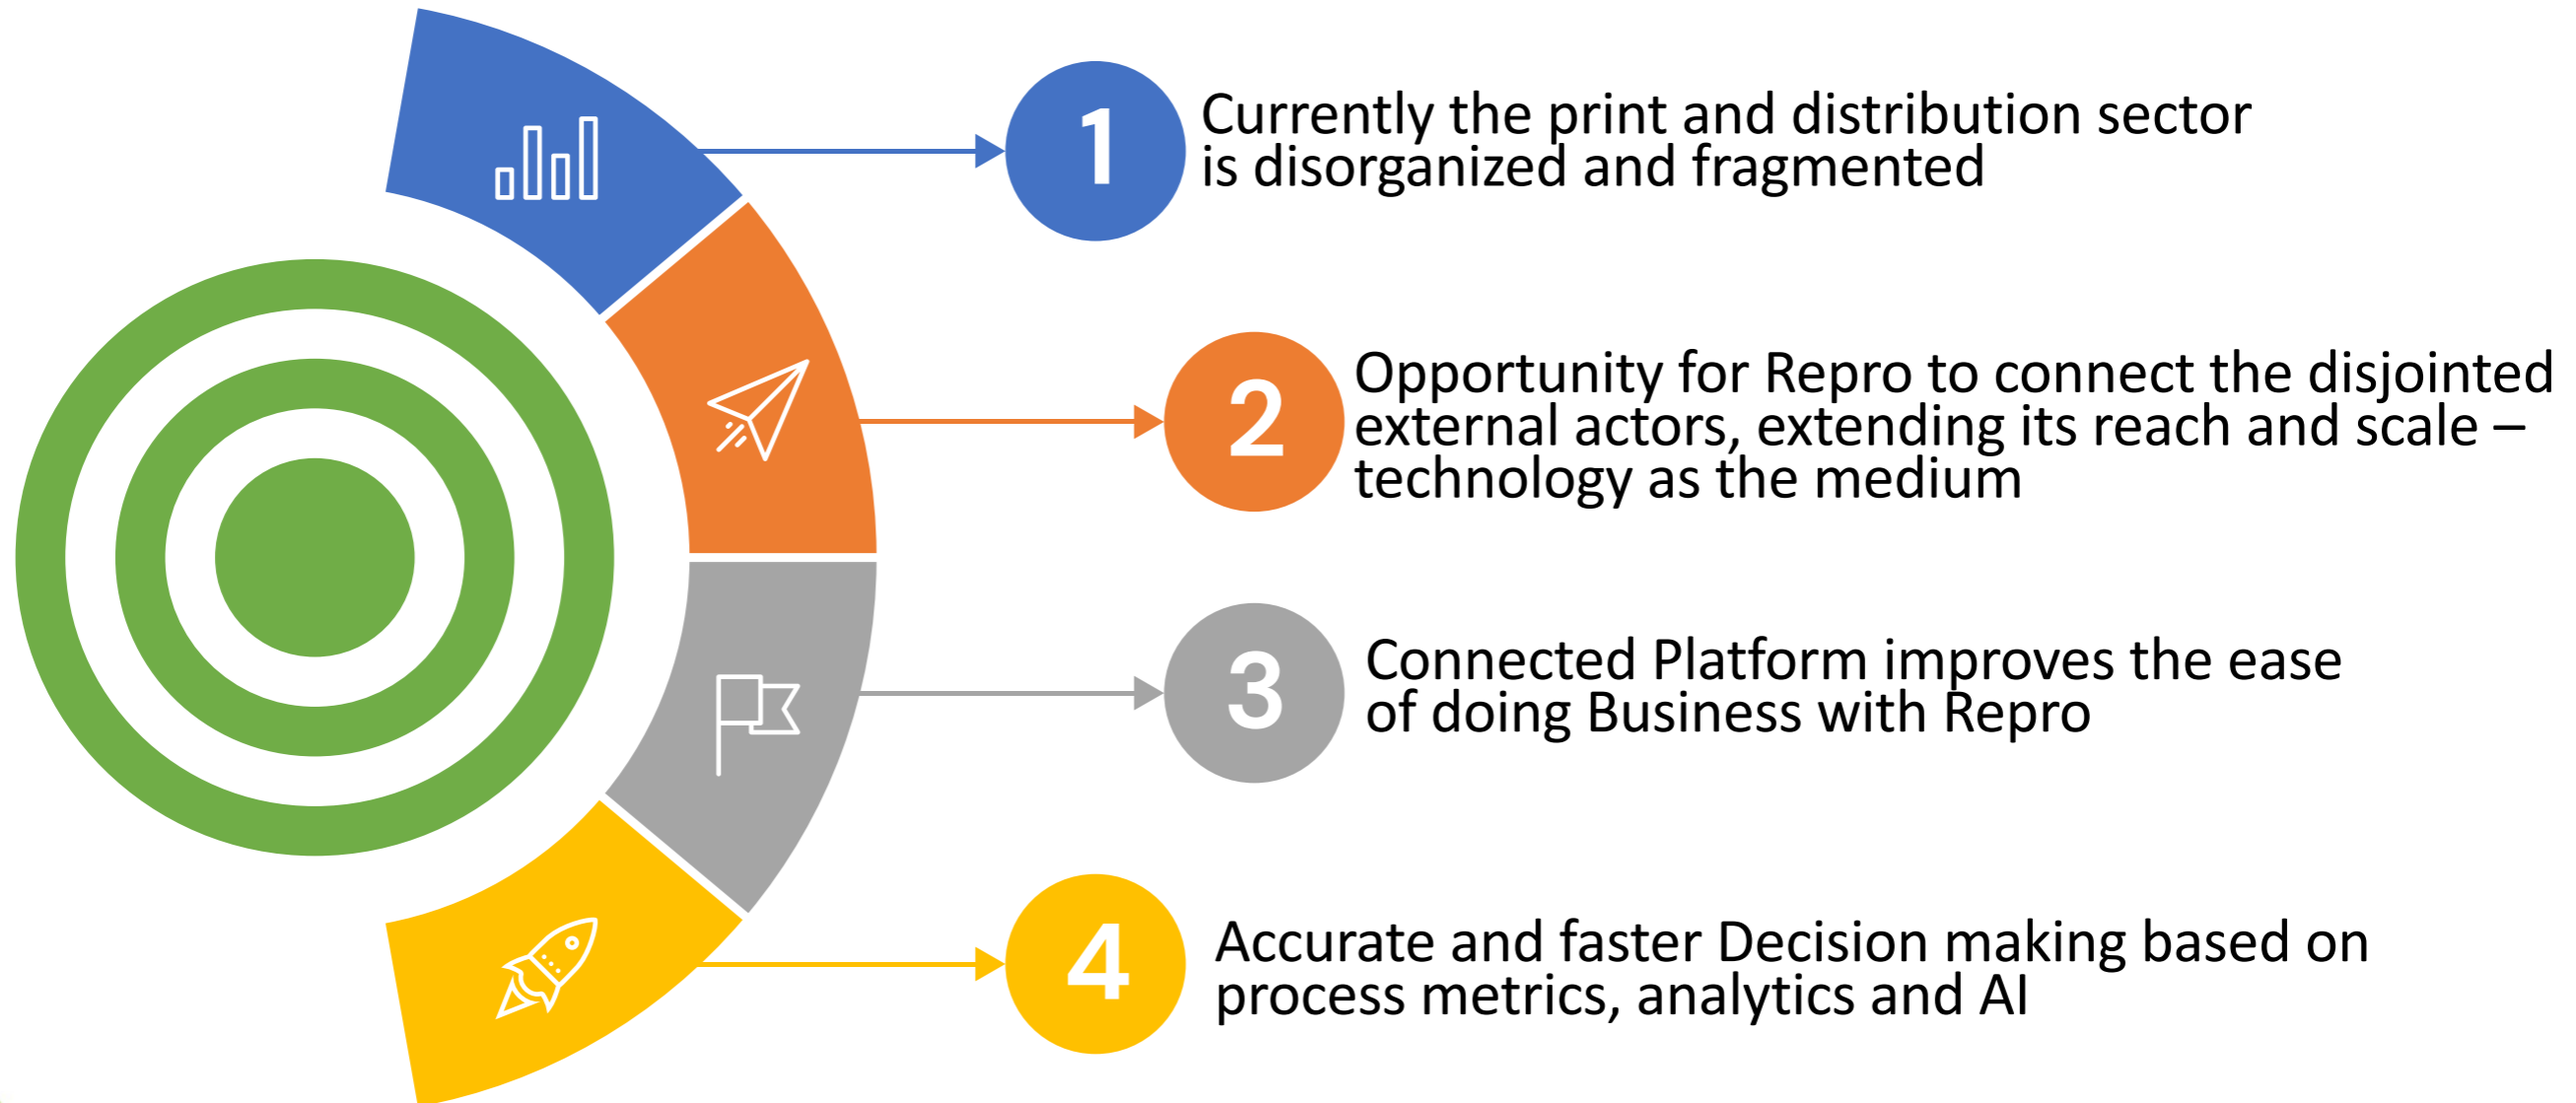 1
Currently the print and distribution sector
is disorganized and fragmented
2
Opportunity for Repro to connect the disjointed
external actors, extending its reach and scale –
technology as the medium
3
Connected Platform improves the ease
of doing Business with Repro
4
Accurate and faster Decision making based on
process metrics, analytics and AI